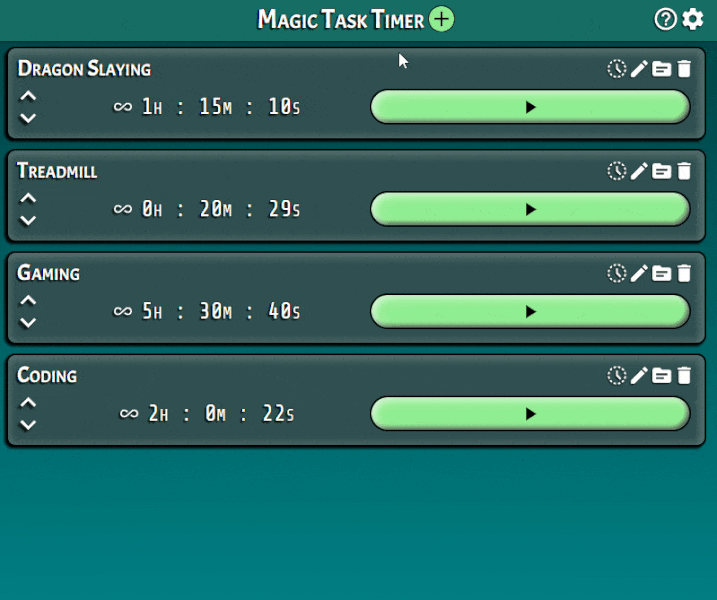 Magic Task Timer
Dragon Slaying
∞ 1h : 15m : 10s
Treadmill
∞ 0h : 20m : 29s
Gaming
∞ 5h : 30m : 40s
Coding
∞ 2h : 0m : 22s